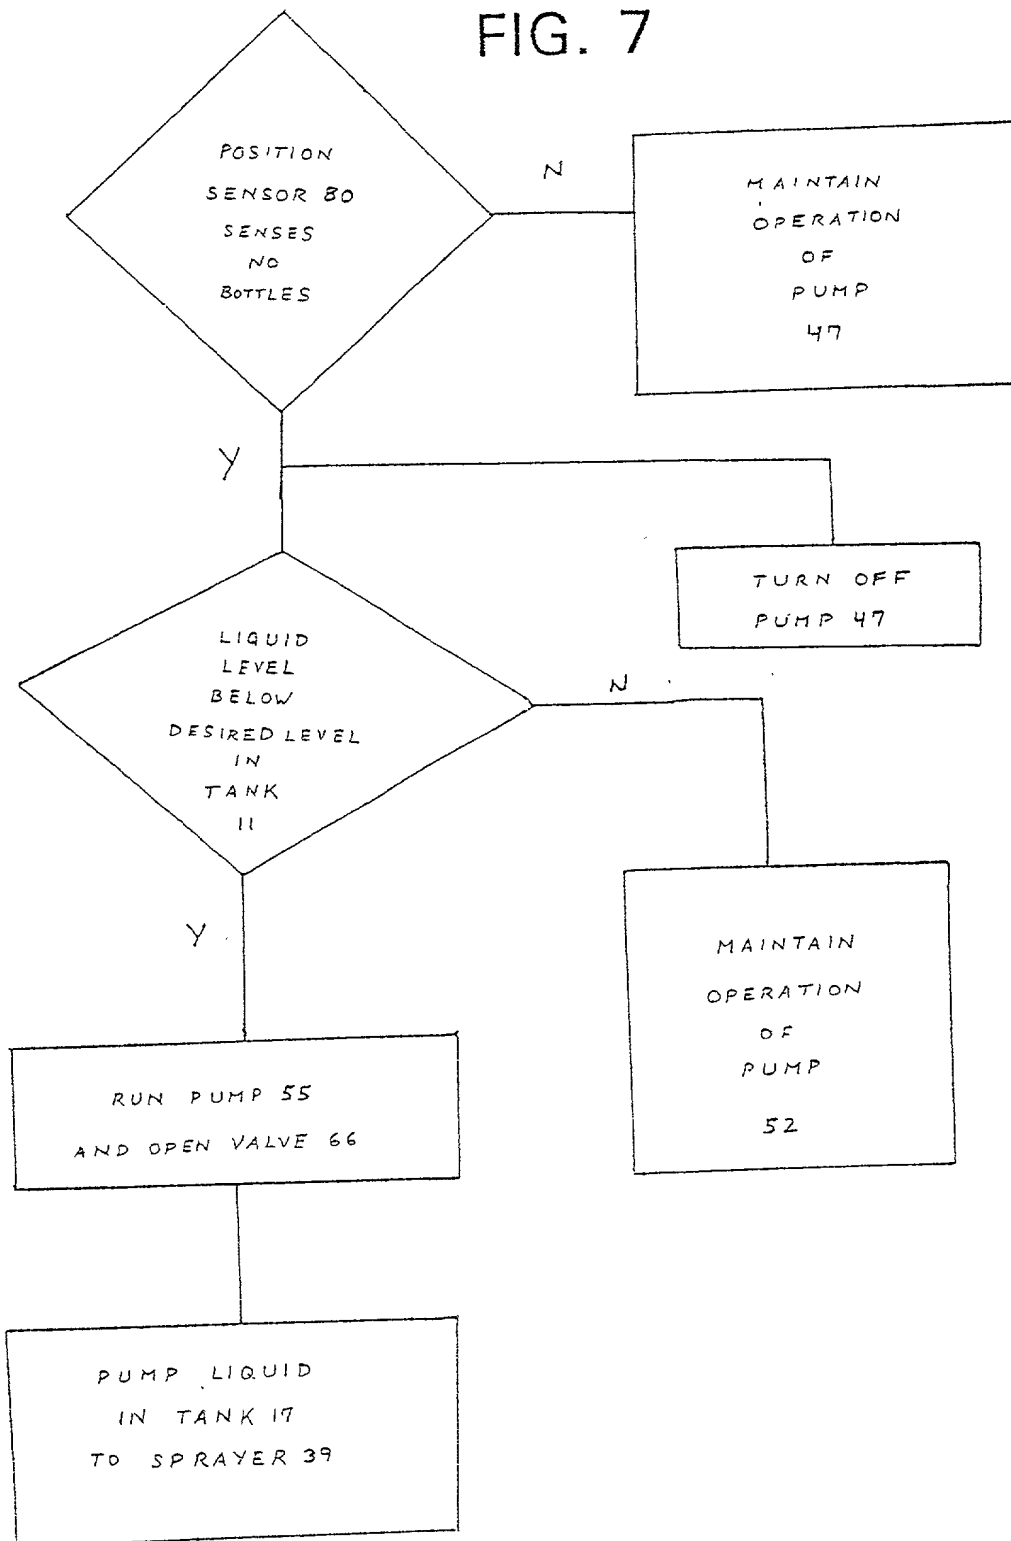 FIG. 7
POSITION
SENSOR 80
SENSES
NO
BOTTLES
N
MAINTAIN
OPERATION
OF
PUMP
47
Y
TURN OFF
PUMP 47
LIQUID
LEVEL
BELOW
DESIRED LEVEL
IN
TANK
11
N
Y
MAINTAIN
OPERATION
OF
PUMP
52
RUN PUMP 55
AND OPEN VALVE 66
PUMP LIQUID
IN TANK 17
TO SPRAYER 39